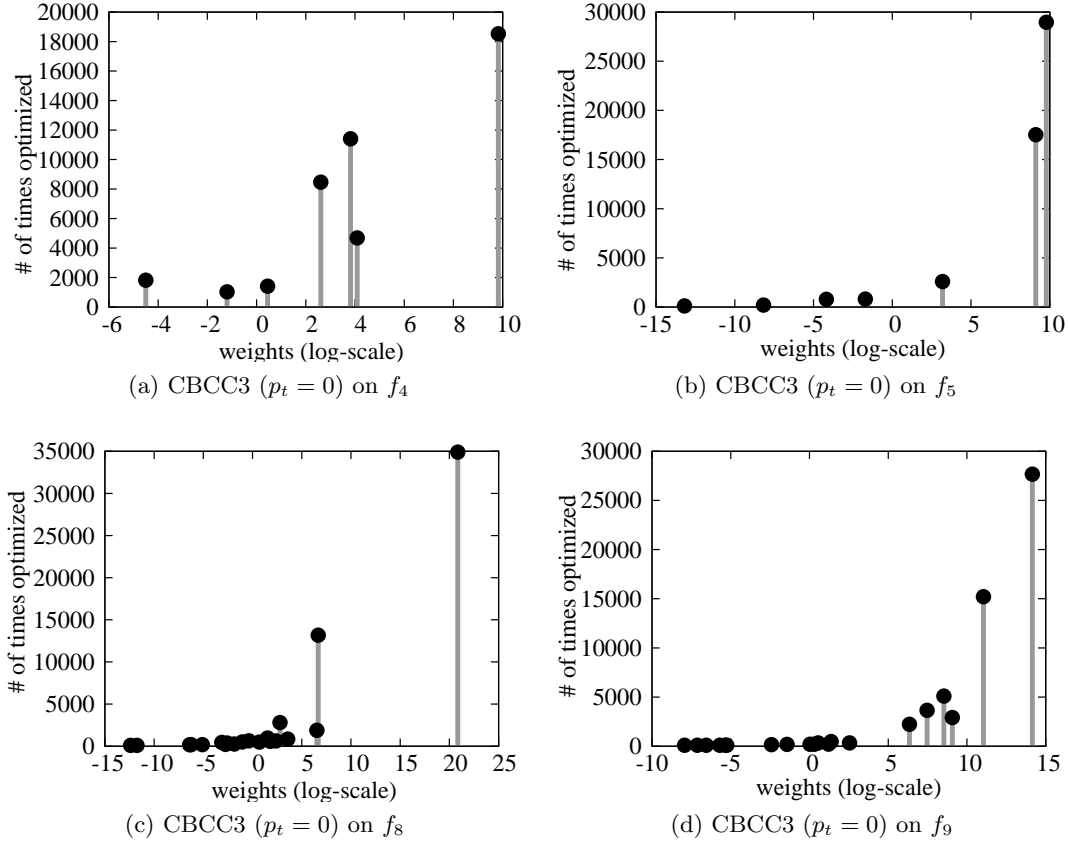 20000
18000
16000
14000
12000
10000
8000
6000
4000
2000
0
# of times optimized
-6 -4 -2 0 2 4 6 8 10
weights (log-scale)
(a) CBCC3 (p_t = 0) on f_4
30000
25000
20000
15000
10000
5000
0
# of times optimized
-15 -10 -5 0 5 10
weights (log-scale)
(b) CBCC3 (p_t = 0) on f_5
35000
30000
25000
20000
15000
10000
5000
0
# of times optimized
-15 -10 -5 0 5 10 15 20 25
weights (log-scale)
(c) CBCC3 (p_t = 0) on f_8
30000
25000
20000
15000
10000
5000
0
# of times optimized
-10 -5 0 5 10 15
weights (log-scale)
(d) CBCC3 (p_t = 0) on f_9